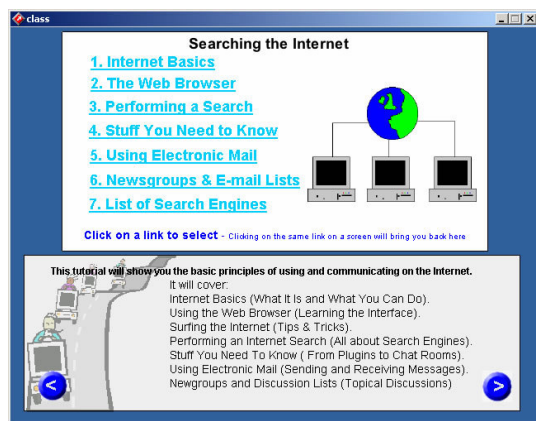 class
Searching the Internet
1. Internet Basics
2. The Web Browser
3. Performing a Search
4. Stuff You Need to Know
5. Using Electronic Mail
6. Newsgroups & E-mail Lists
7. List of Search Engines
Click on a link to select - Clicking on the same link on a screen will bring you back here
This tutorial will show you the basic principles of using and communicating on the Internet.
It will cover:
Internet Basics (What It Is and What You Can Do).
Using the Web Browser (Learning the Interface).
Surfing the Internet (Tips & Tricks).
Performing an Internet Search (All about Search Engines).
Stuff You Need To Know ( From Plugins to Chat Rooms).
Using Electronic Mail (Sending and Receiving Messages).
Newgroups and Discussion Lists (Topical Discussions)